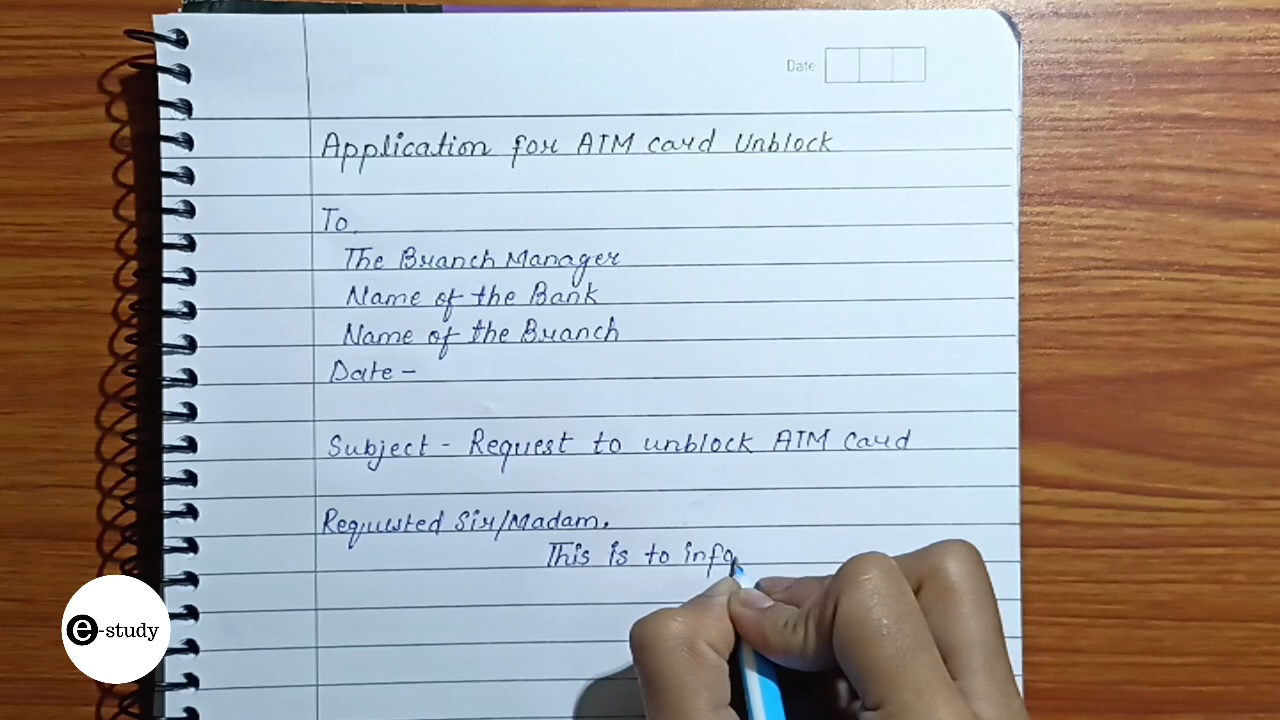 Date
Application for ATM card Unblock
To,
The Branch Manager
Name of the Bank
Name of the Branch
Date -
Subject - Request to unblock ATM Card
Requested Sir/Madam,
This is to info
e-study